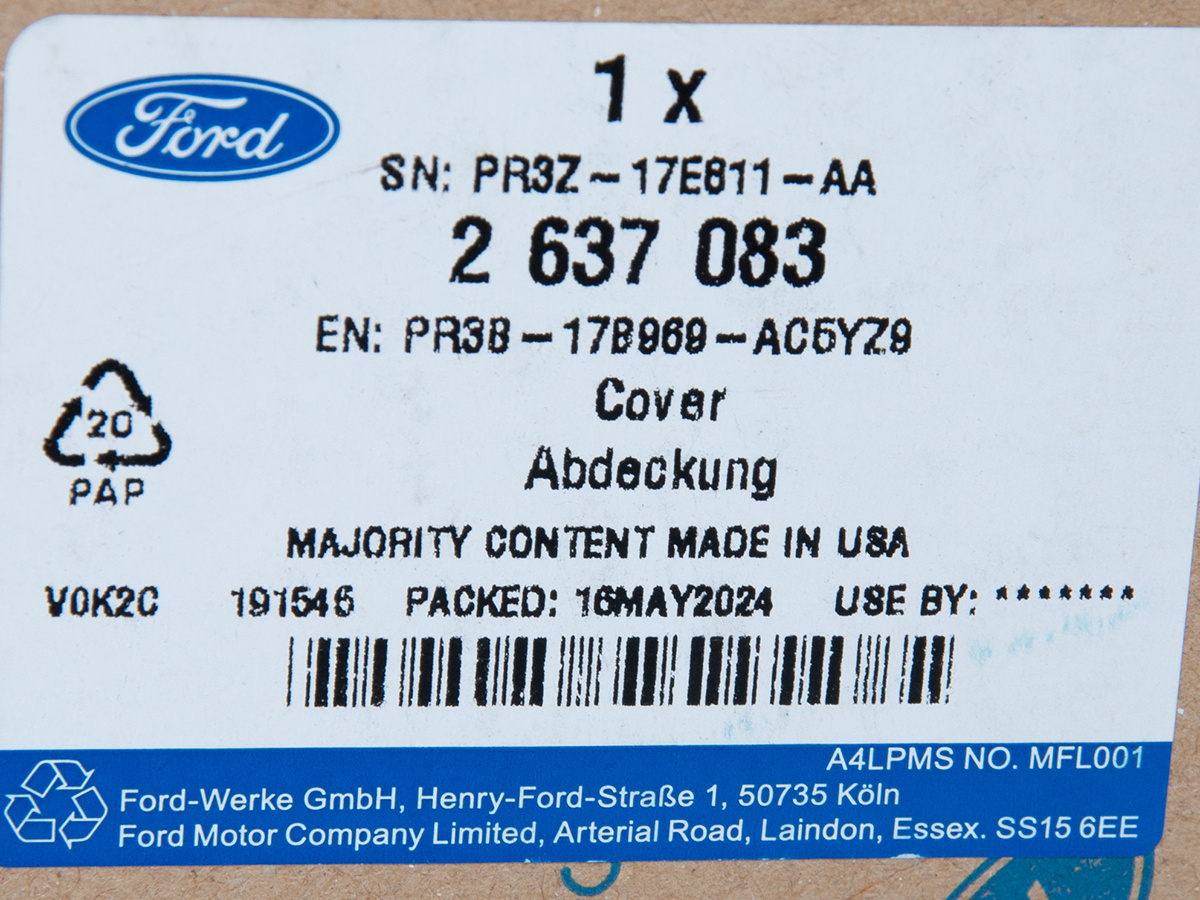 Ford
1 x
SN: PR3Z-17E811-AA
2 637 083
EN: PR3B-17B969-AC5YZ9
Cover
Abdeckung
20
PAP
MAJORITY CONTENT MADE IN USA
V0K2C 191546 PACKED: 16MAY2024 USE BY: *******
A4LPMS NO. MFL001
Ford-Werke GmbH, Henry-Ford-Straße 1, 50735 Köln
Ford Motor Company Limited, Arterial Road, Laindon, Essex. SS15 6EE